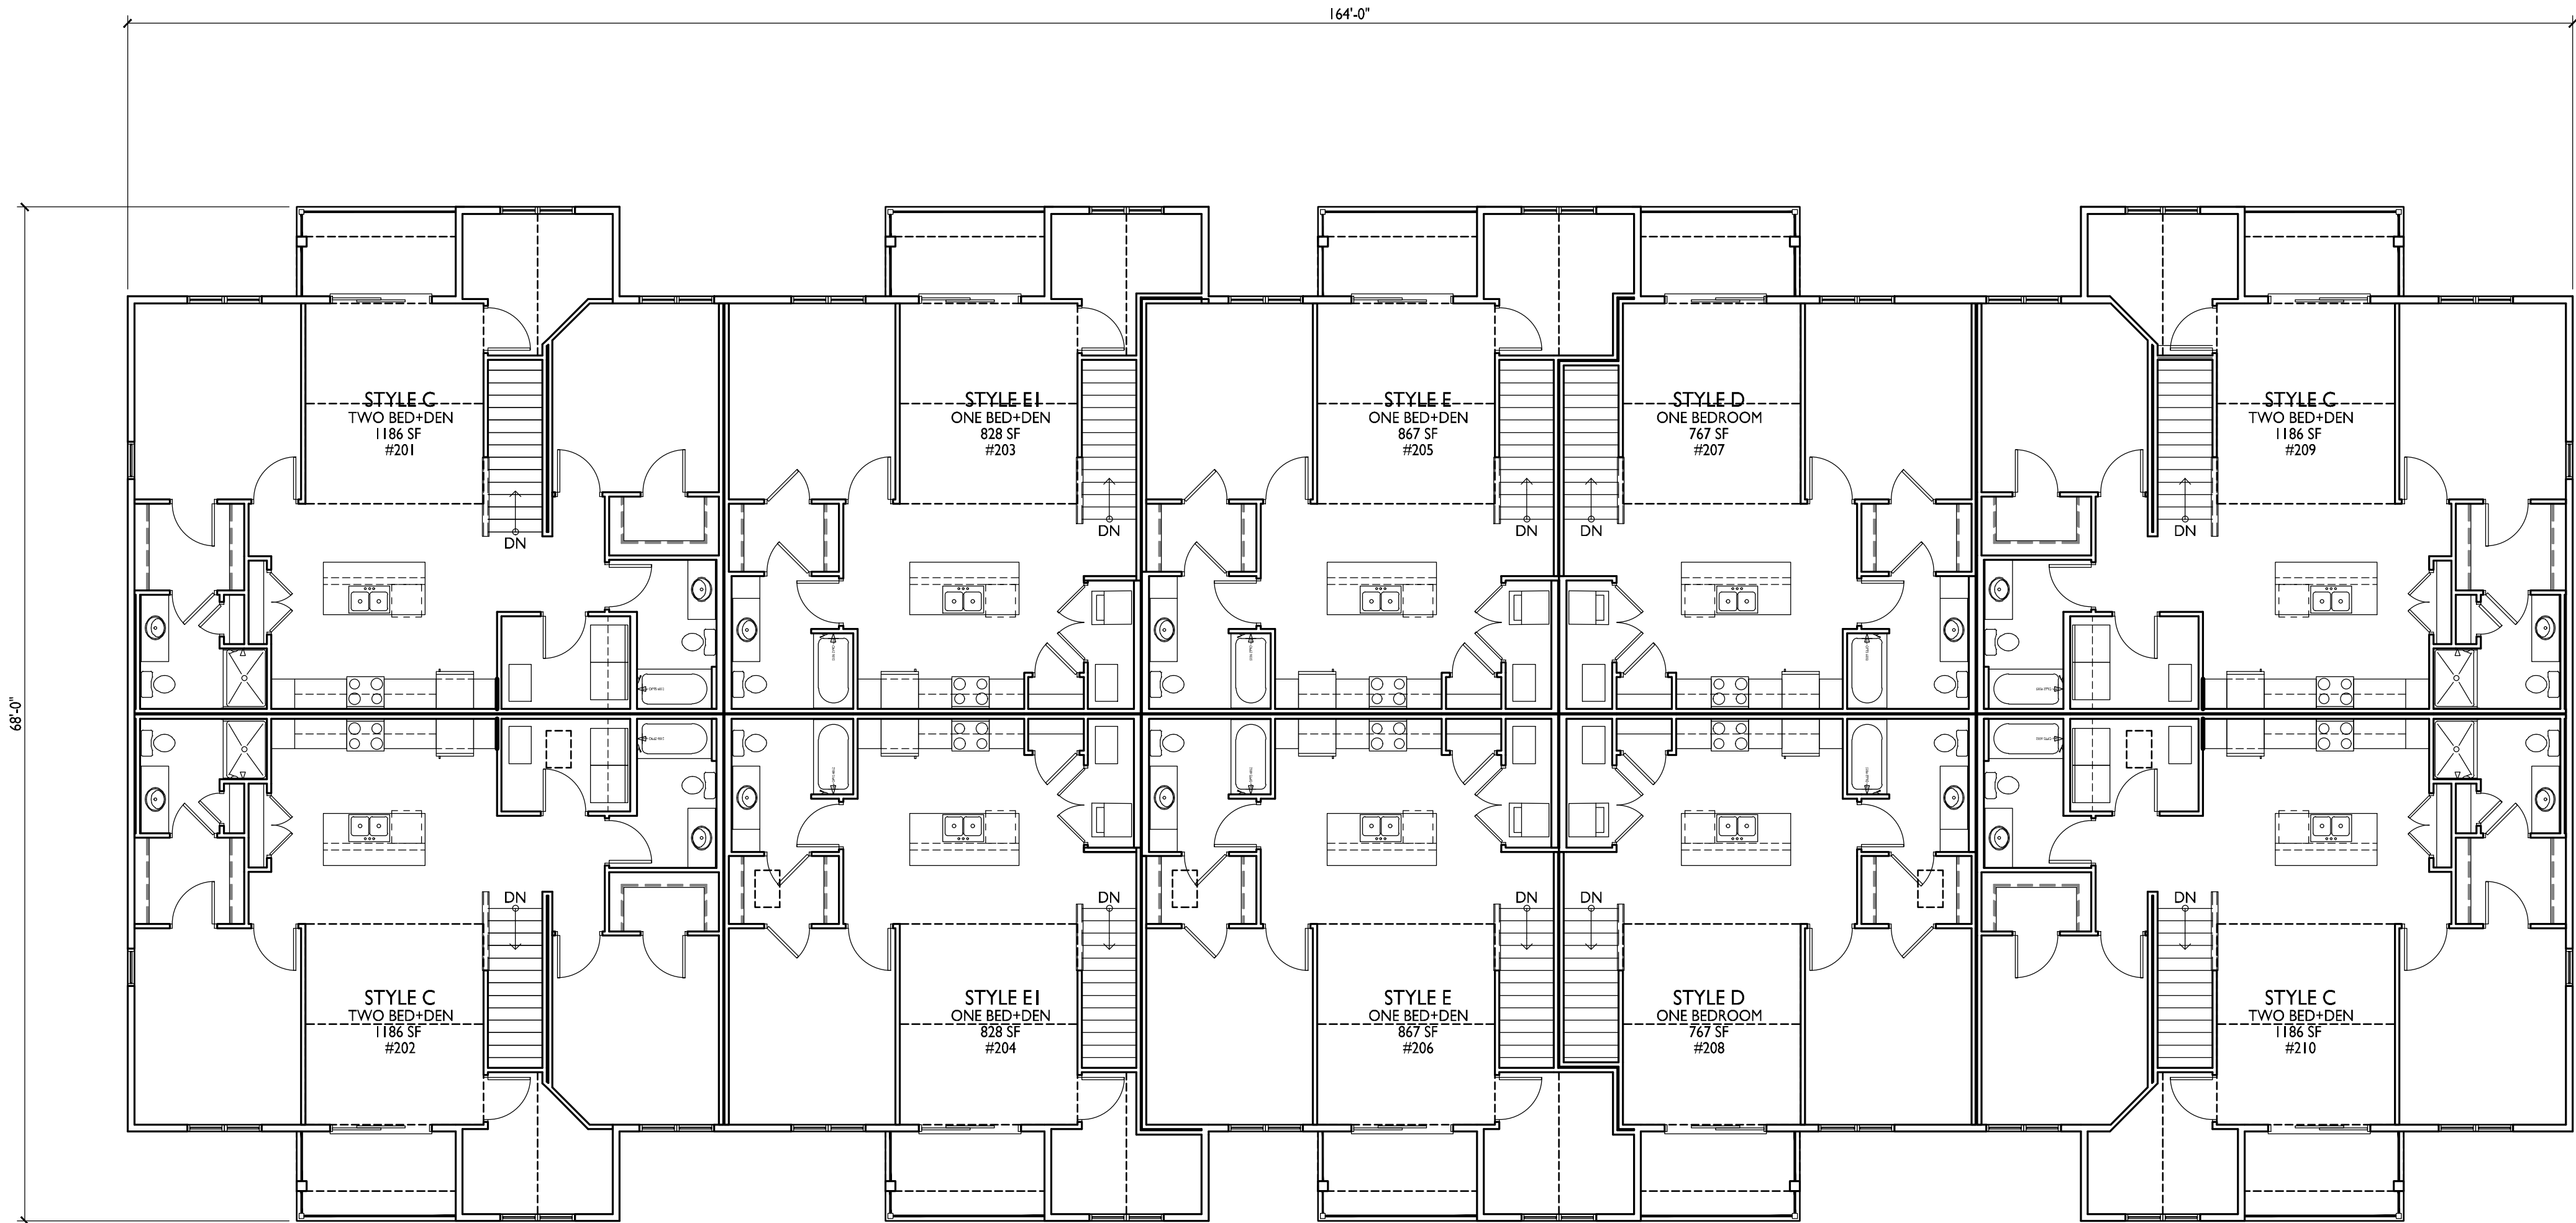 164'-0"
68'-0"
STYLE C
TWO BED+DEN
1186 SF
#201
STYLE E1
ONE BED+DEN
828 SF
#203
STYLE E
ONE BED+DEN
867 SF
#205
STYLE D
ONE BEDROOM
767 SF
#207
STYLE C
TWO BED+DEN
1186 SF
#209
DN
DN
DN
DN
DN
DN
DN
DN
DN
DN
STYLE C
TWO BED+DEN
1186 SF
#202
STYLE E1
ONE BED+DEN
828 SF
#204
STYLE E
ONE BED+DEN
867 SF
#206
STYLE D
ONE BEDROOM
767 SF
#208
STYLE C
TWO BED+DEN
1186 SF
#210